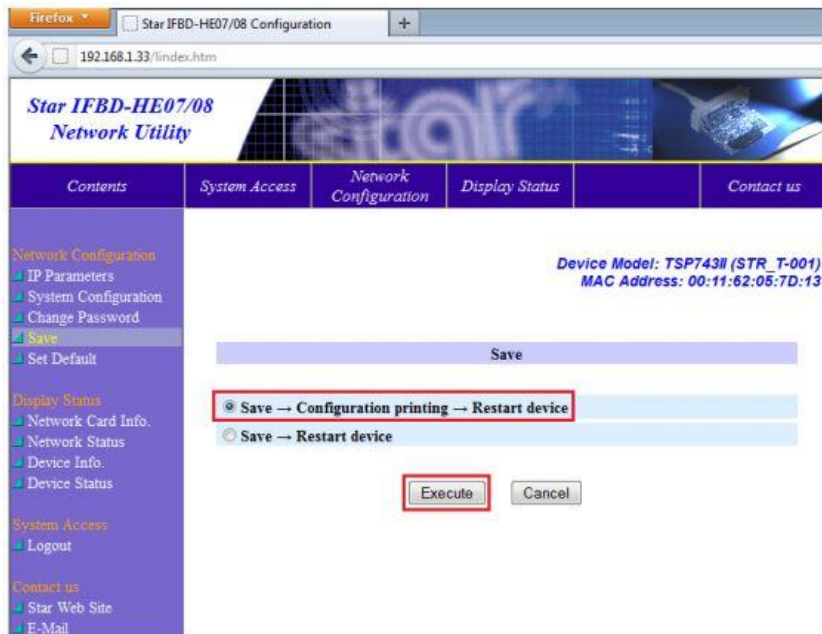 Firefox
Star IFBD-HE07/08 Configuration
+
192.168.1.33/lindex.htm
Star IFBD-HE07/08
Network Utility
star
Contents
System Access
Network
Configuration
Display Status
Contact us
Network Configuration
IP Parameters
System Configuration
Change Password
Save
Set Default
Display Status
Network Card Info.
Network Status
Device Info.
Device Status
System Access
Logout
Contact us
Star Web Site
E-Mail
Device Model: TSP743II (STR_T-001)
MAC Address: 00:11:62:05:7D:13
Save
Save → Configuration printing → Restart device
Save → Restart device
Execute
Cancel